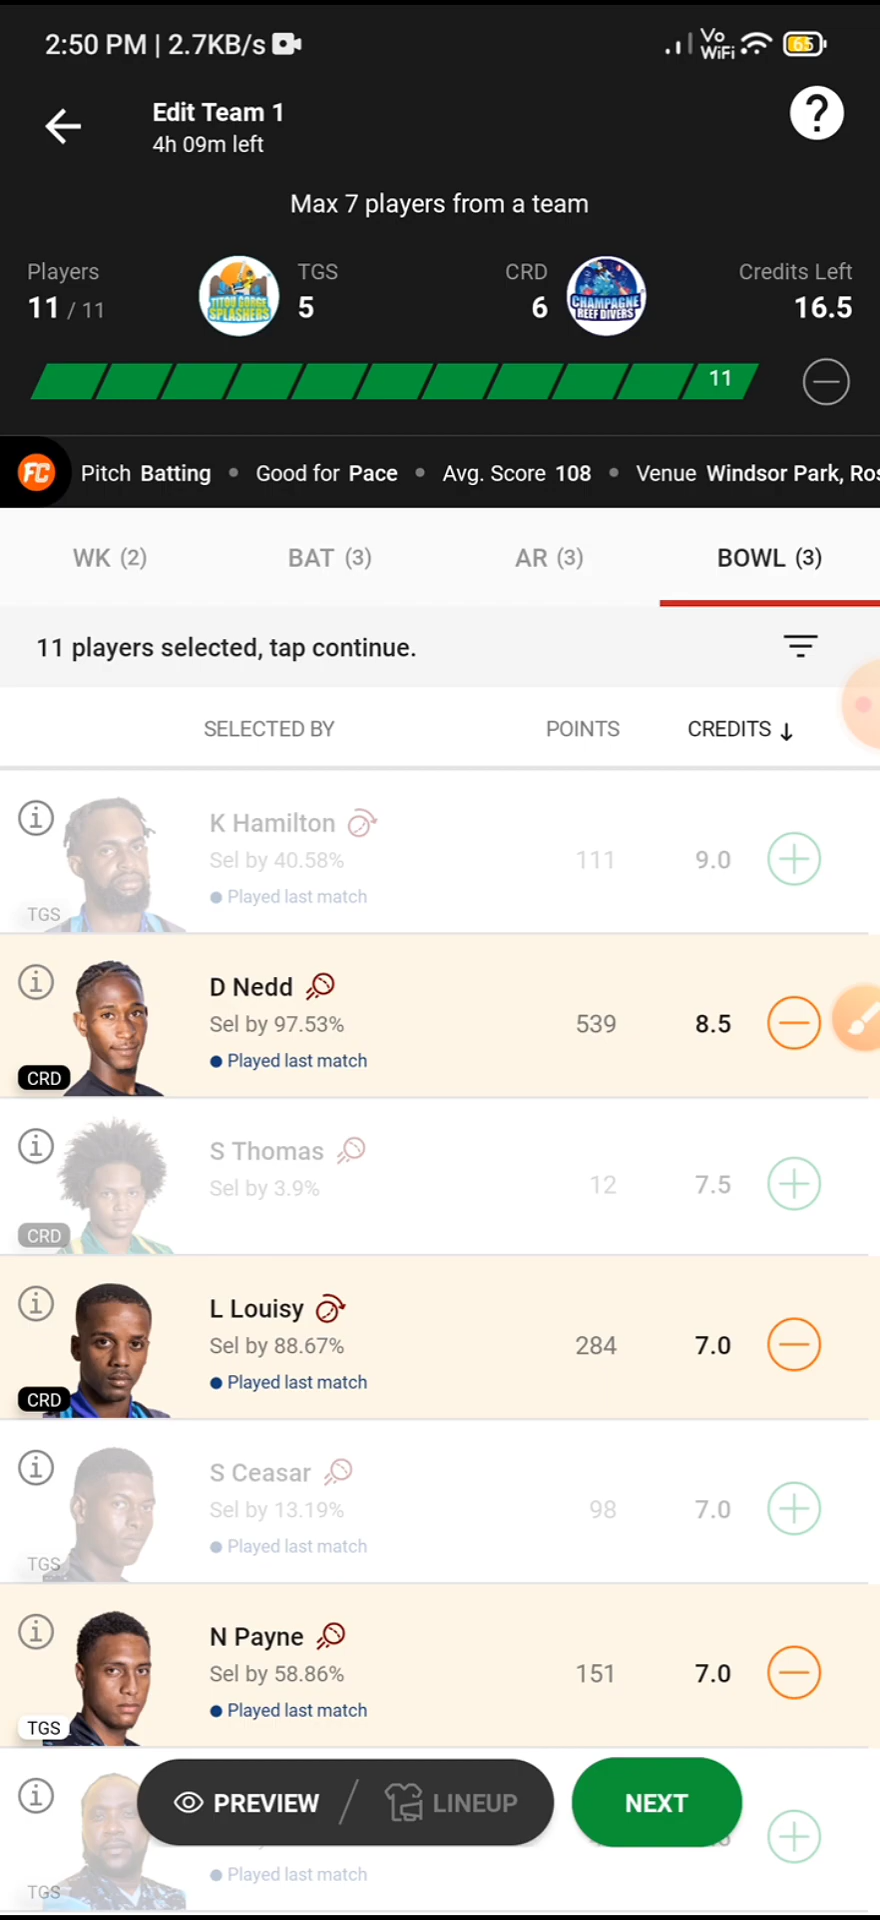 2:50 PM | 2.7KB/s
Vo WiFi 65
Edit Team 1
4h 09m left
?
Max 7 players from a team
Players TGS CRD Credits Left
11 / 11 TITOU GORGE SPLASHERS 5 6 CHAMPAGNE REEF DIVERS 16.5
11
FC Pitch Batting • Good for Pace • Avg. Score 108 • Venue Windsor Park, Ros
WK (2) BAT (3) AR (3) BOWL (3)
11 players selected, tap continue.
SELECTED BY POINTS CREDITS ↓
K Hamilton
Sel by 40.58% 111 9.0
Played last match
TGS
D Nedd
Sel by 97.53% 539 8.5
Played last match
CRD
S Thomas
Sel by 3.9% 12 7.5
CRD
L Louisy
Sel by 88.67% 284 7.0
Played last match
CRD
S Ceasar
Sel by 13.19% 98 7.0
Played last match
TGS
N Payne
Sel by 58.86% 151 7.0
Played last match
TGS
PREVIEW / LINEUP NEXT
Played last match
TGS